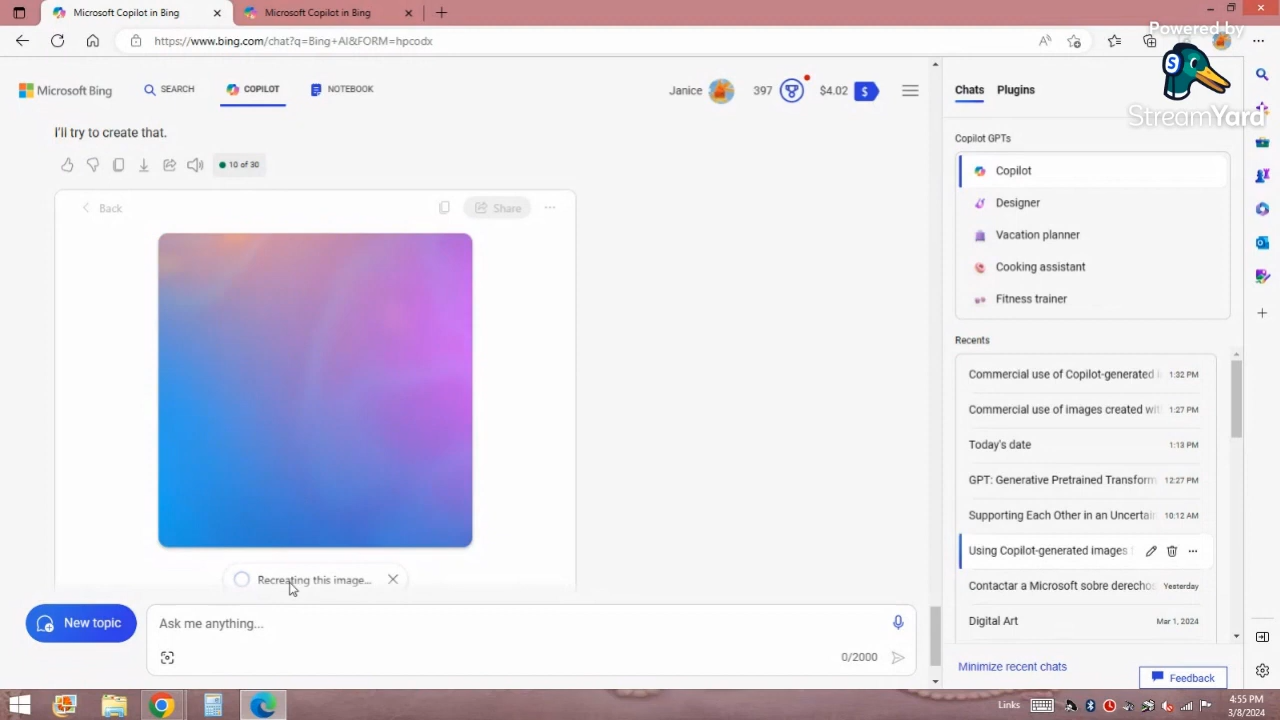 Microsoft Copilot in Bing
Microsoft Copilot in Bing
https://www.bing.com/chat?q=Bing+AI&FORM=hpcodx
Powered by
StreamYard
Microsoft Bing
SEARCH
COPILOT
NOTEBOOK
Janice
397
$4.02
Chats
Plugins
I'll try to create that.
10 of 30
Back
Share
Recreating this image...
New topic
Ask me anything...
0/2000
Copilot GPTs
Copilot
Designer
Vacation planner
Cooking assistant
Fitness trainer
Recents
Commercial use of Copilot-generated 1:32 PM
Commercial use of images created wit 1:27 PM
Today's date 1:13 PM
GPT: Generative Pretrained Transform 12:27 PM
Supporting Each Other in an Uncertain 10:12 AM
Using Copilot-generated images
Contactar a Microsoft sobre derechos Yesterday
Digital Art Mar 1, 2024
Minimize recent chats
Feedback
Links
4:55 PM
3/8/2024